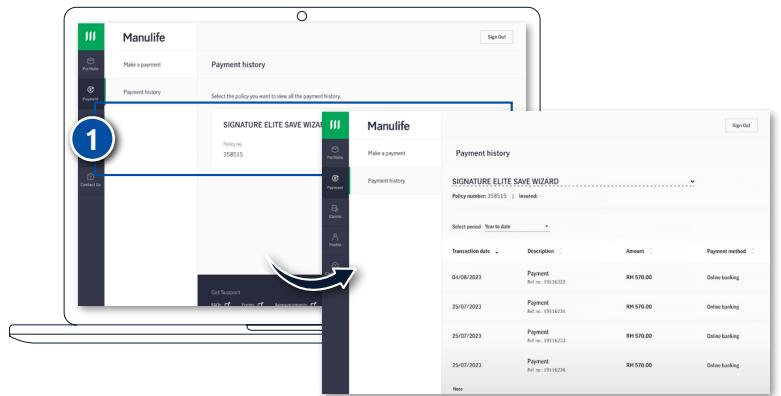 Manulife
Sign Out
Portfolio
Make a payment
Payment history
Payment
Payment history
Select the policy you want to view all the payment history.
SIGNATURE ELITE SAVE WIZA
Policy no.
358515
1
Contact Us
Get Support
FAQs Forms Announcements
Manulife
Sign Out
Portfolio
Make a payment
Payment history
Payment
Payment history
SIGNATURE ELITE SAVE WIZARD
Policy number: 358515 | Insured: -
Claims
Profile
Select period Year to date
Transaction date Description Amount Payment method
04/08/2023 Payment RM 570.00 Online banking
Ref. no.: 19116322
25/07/2023 Payment RM 570.00 Online banking
Ref. no.: 19116234
25/07/2023 Payment RM 570.00 Online banking
Ref. no.: 19116233
25/07/2023 Payment RM 570.00 Online banking
Ref. no.: 19116236
Note